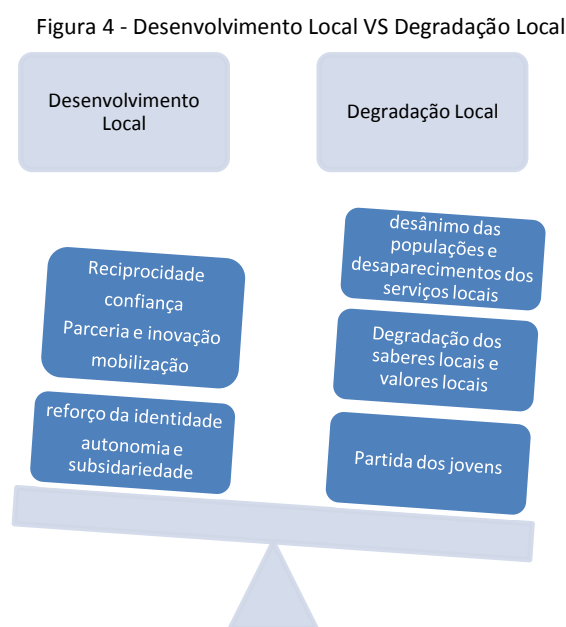 Figura 4 - Desenvolvimento Local VS Degradação Local
Desenvolvimento
Local
Degradação Local
Reciprocidade
confiança
Parceria e inovação
mobilização
reforço da identidade
autonomia e
subsidariedade
desânimo das
populações e
desaparecimentos dos
serviços locais
Degradação dos
saberes locais e
valores locais
Partida dos jovens